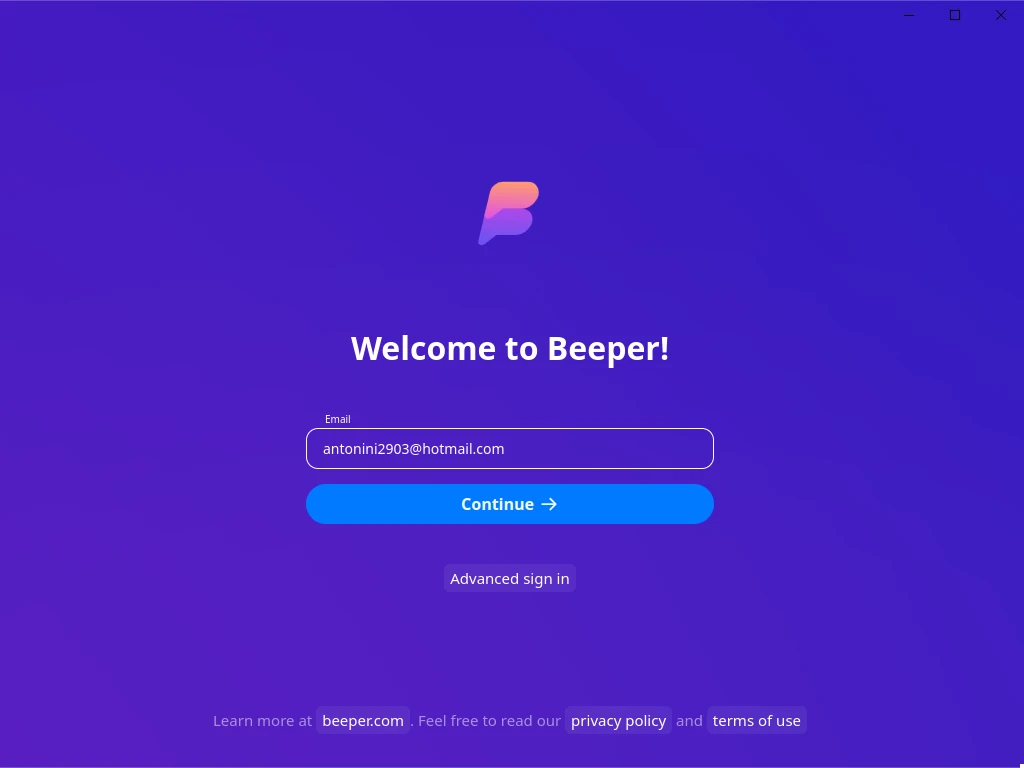 Welcome to Beeper!
Email
antonini2903@hotmail.com
Continue →
Advanced sign in
Learn more at beeper.com. Feel free to read our privacy policy and terms of use